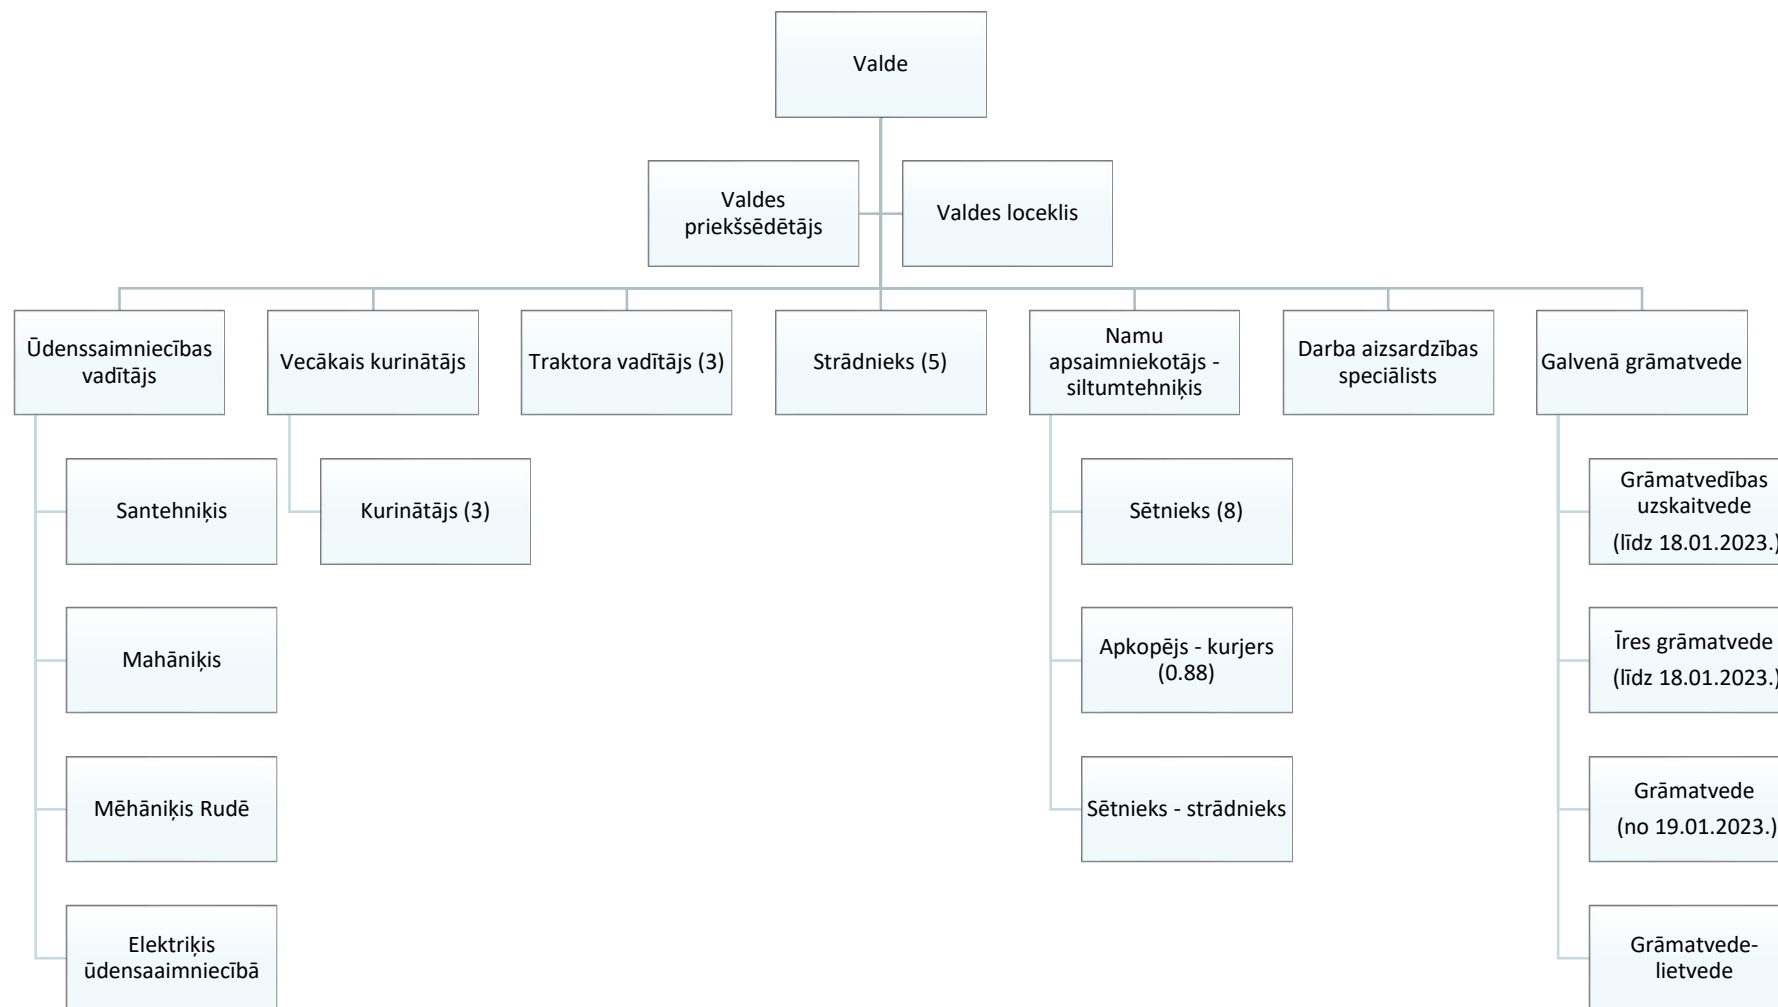 Valde
Valdes
priekšsēdētājs
Valdes loceklis
Ūdenssaimniecības
vadītājs
Vecākais kurinātājs
Traktora vadītājs (3)
Strādnieks (5)
Namu
apsaimniekotājs -
siltumtehniķis
Darba aizsardzības
speciālists
Galvenā grāmatvede
Santehniķis
Mahāniķis
Mēhāniķis Rudē
Elektriķis
ūdensaaimniecībā
Kurinātājs (3)
Sētnieks (8)
Apkopējs - kurjers
(0.88)
Sētnieks - strādnieks
Grāmatvedības
uzskaitvede
(līdz 18.01.2023.)
Īres grāmatvede
(līdz 18.01.2023.)
Grāmatvede
(no 19.01.2023.)
Grāmatvede-
lietvede